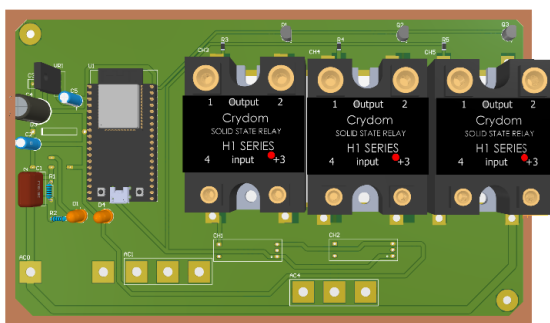 R3
R4
Q2
R5
Q3
CH3
CH4
CH5
VR1
U1
C5
1 Output 2
Crydom
SOLID STATE RELAY
H1 SERIES
4 input +3
1 Output 2
Crydom
SOLID STATE RELAY
H1 SERIES
4 input +3
1 Output 2
Crydom
SOLID STATE RELAY
H1 SERIES
4 input +3
C2
C1
R1
R2
D1
D4
CH1
CH2
AC0
AC1
AC4